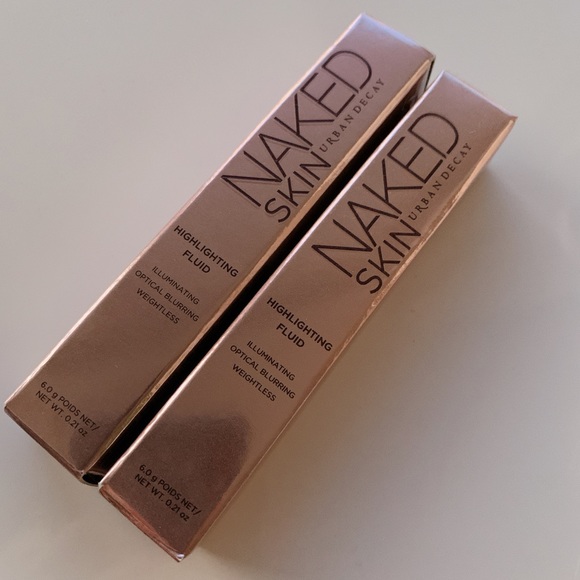 NAKED
SKIN
URBAN DECAY
HIGHLIGHTING
FLUID
ILLUMINATING
OPTICAL BLURRING
WEIGHTLESS
6.0 g POIDS NET/
NET WT. 0.21 oz
NAKED
SKIN
URBAN DECAY
HIGHLIGHTING
FLUID
ILLUMINATING
OPTICAL BLURRING
WEIGHTLESS
6.0 g POIDS NET/
NET WT. 0.21 oz